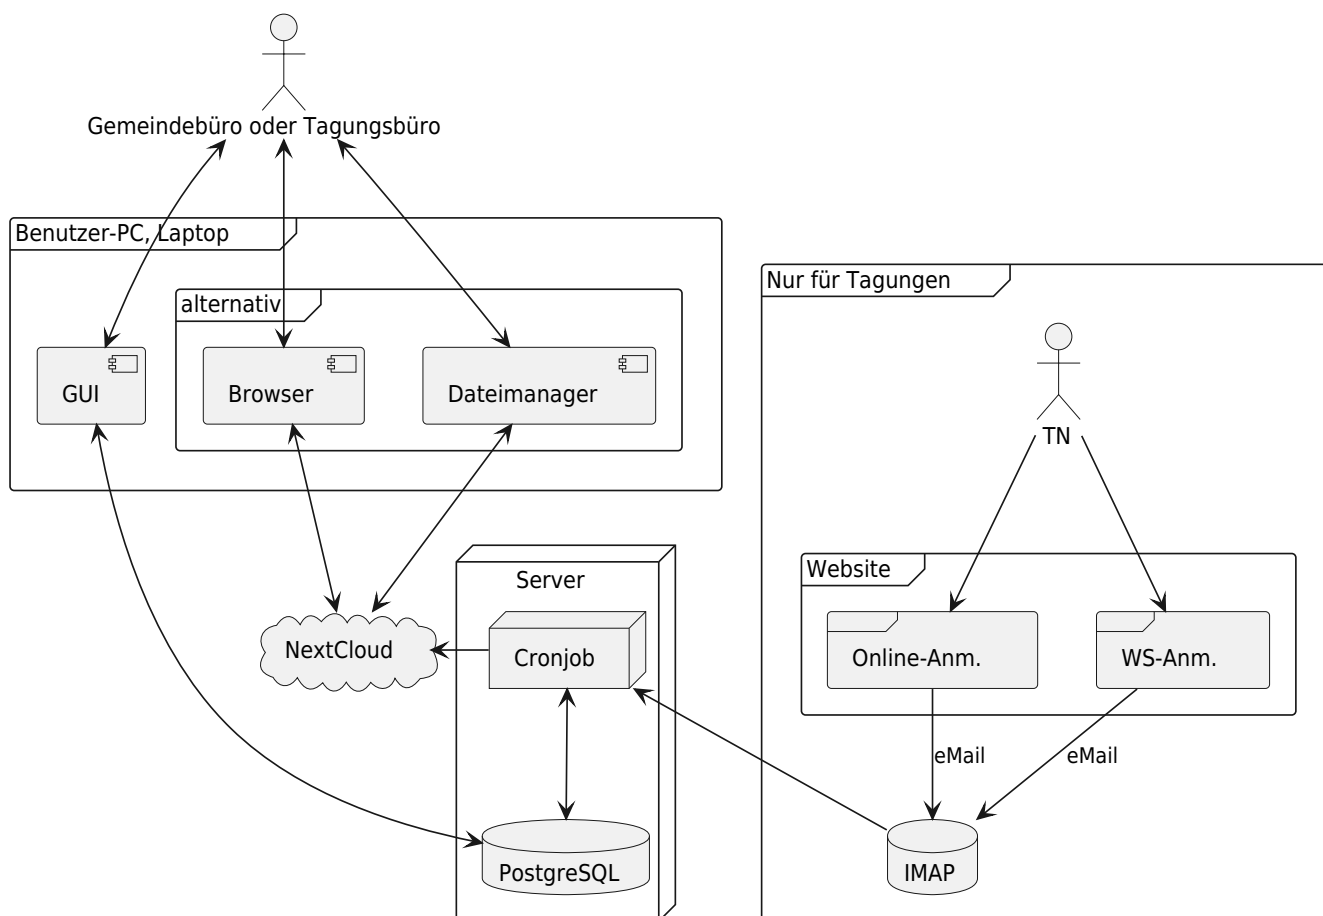 Gemeindebüro oder Tagungsbüro
Benutzer-PC, Laptop
alternativ
GUI
Browser
Dateimanager
Nur für Tagungen
TN
Website
Online-Anm.
WS-Anm.
Server
NextCloud
Cronjob
eMail
eMail
PostgreSQL
IMAP